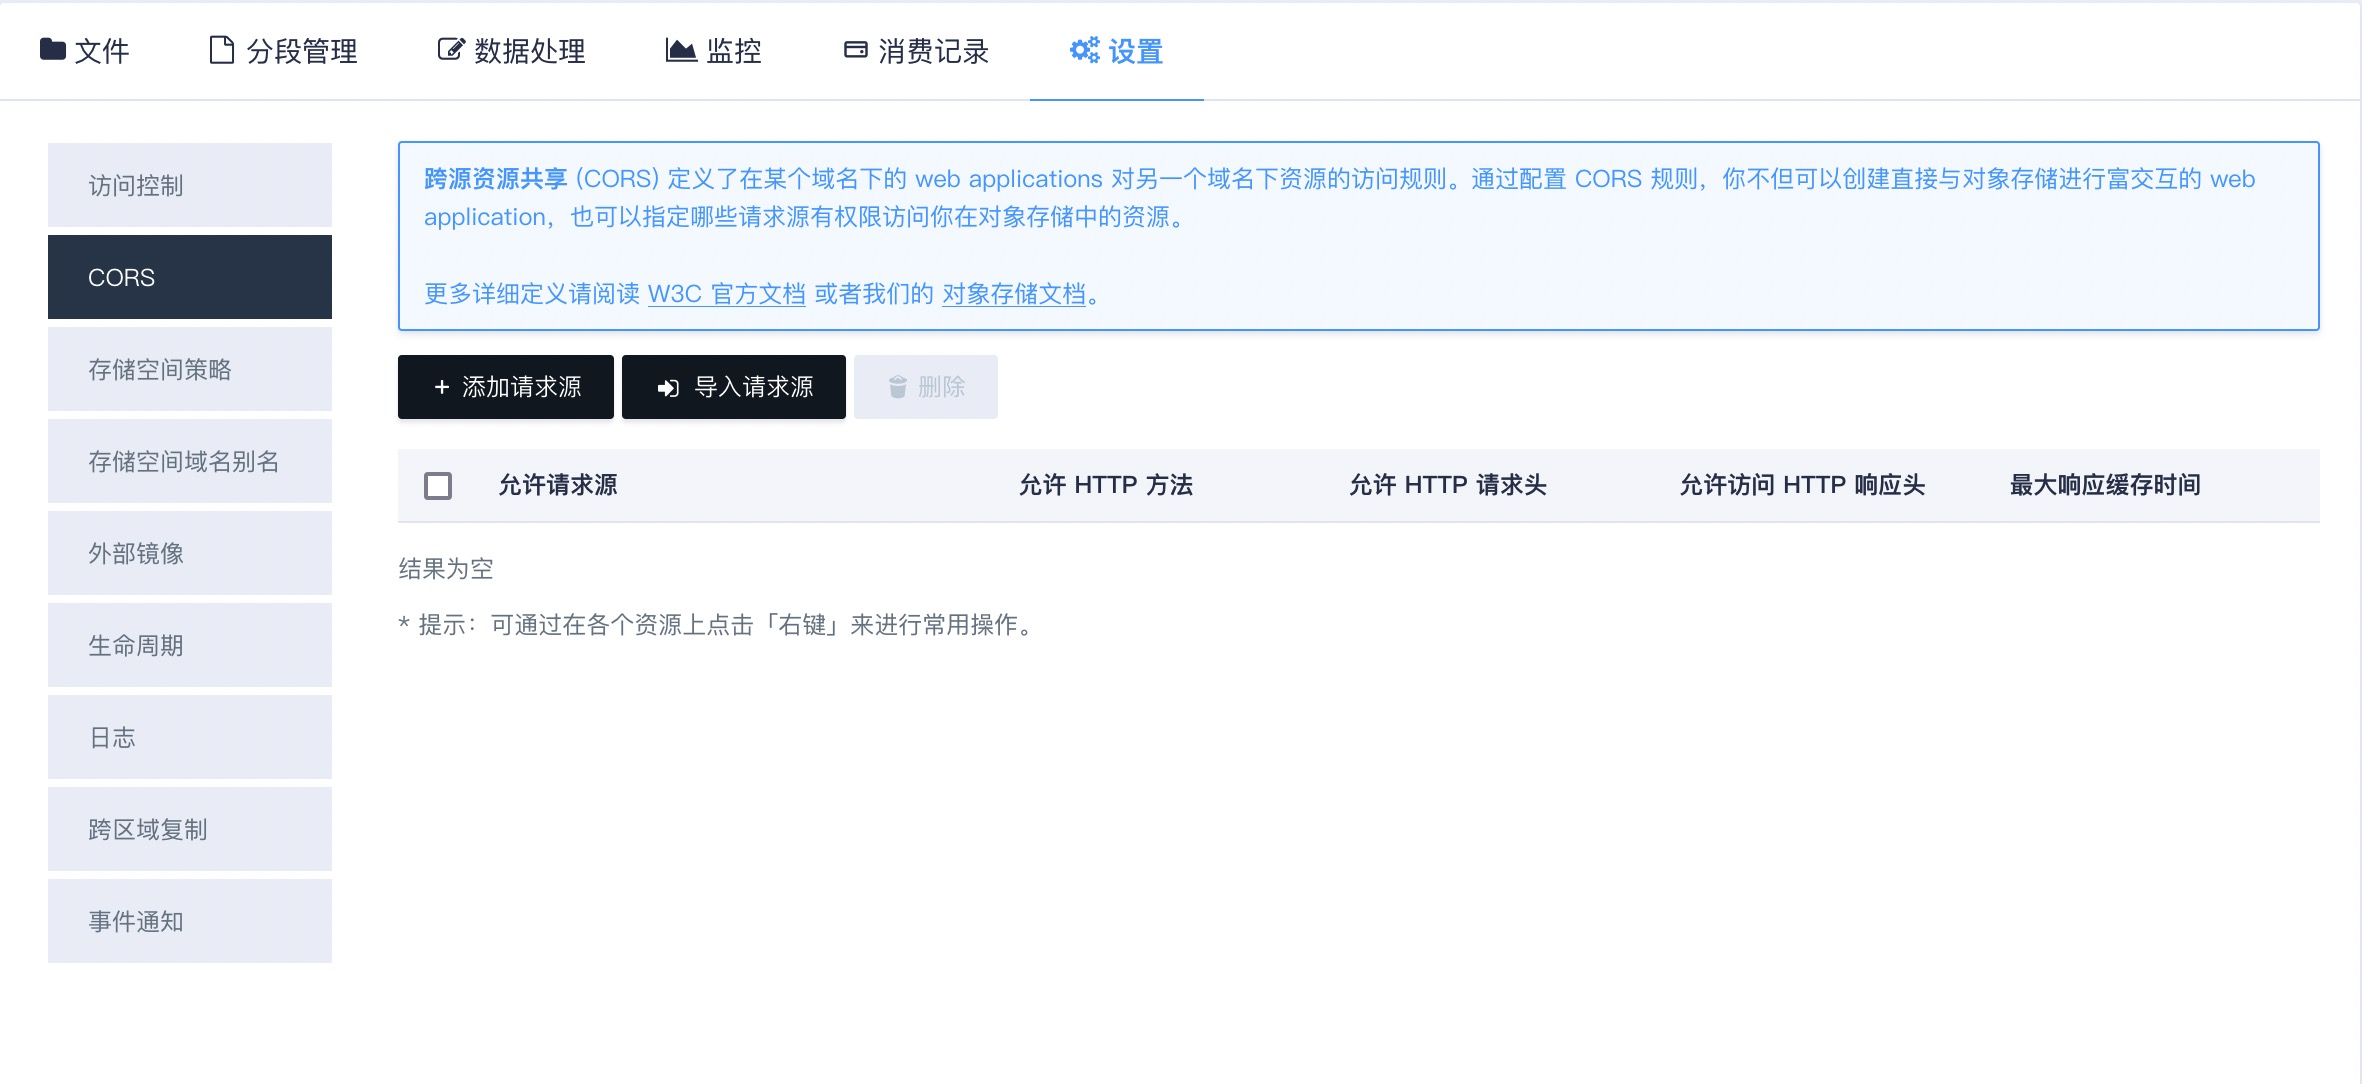 文件 分段管理 数据处理 监控 消费记录 设置
访问控制
CORS
存储空间策略
存储空间域名别名
外部镜像
生命周期
日志
跨区域复制
事件通知
跨源资源共享 (CORS) 定义了在某个域名下的 web applications 对另一个域名下资源的访问规则。通过配置 CORS 规则，你不但可以创建直接与对象存储进行富交互的 web
application，也可以指定哪些请求源有权限访问你在对象存储中的资源。
更多详细定义请阅读 W3C 官方文档 或者我们的 对象存储文档。
+ 添加请求源 导入请求源 删除
允许请求源 允许 HTTP 方法 允许 HTTP 请求头 允许访问 HTTP 响应头 最大响应缓存时间
结果为空
* 提示：可通过在各个资源上点击「右键」来进行常用操作。